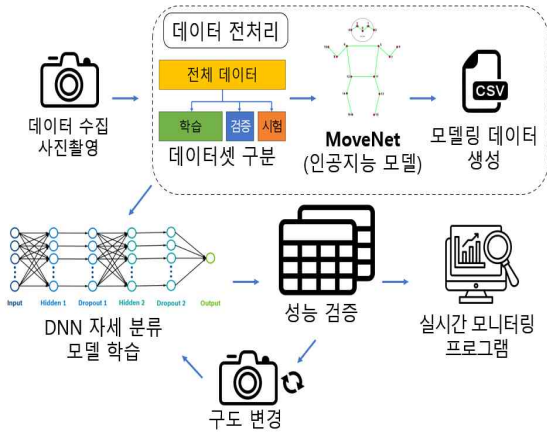 데이터 전처리
전체 데이터
학습
검증
시험
데이터 수집
사진촬영
데이터셋 구분
MoveNet
(인공지능 모델)
CSV
모델링 데이터
생성
Input
Hidden 1
Dropout 1
Hidden 2
Dropout 2
Output
DNN 자세 분류
모델 학습
성능 검증
실시간 모니터링
프로그램
구도 변경